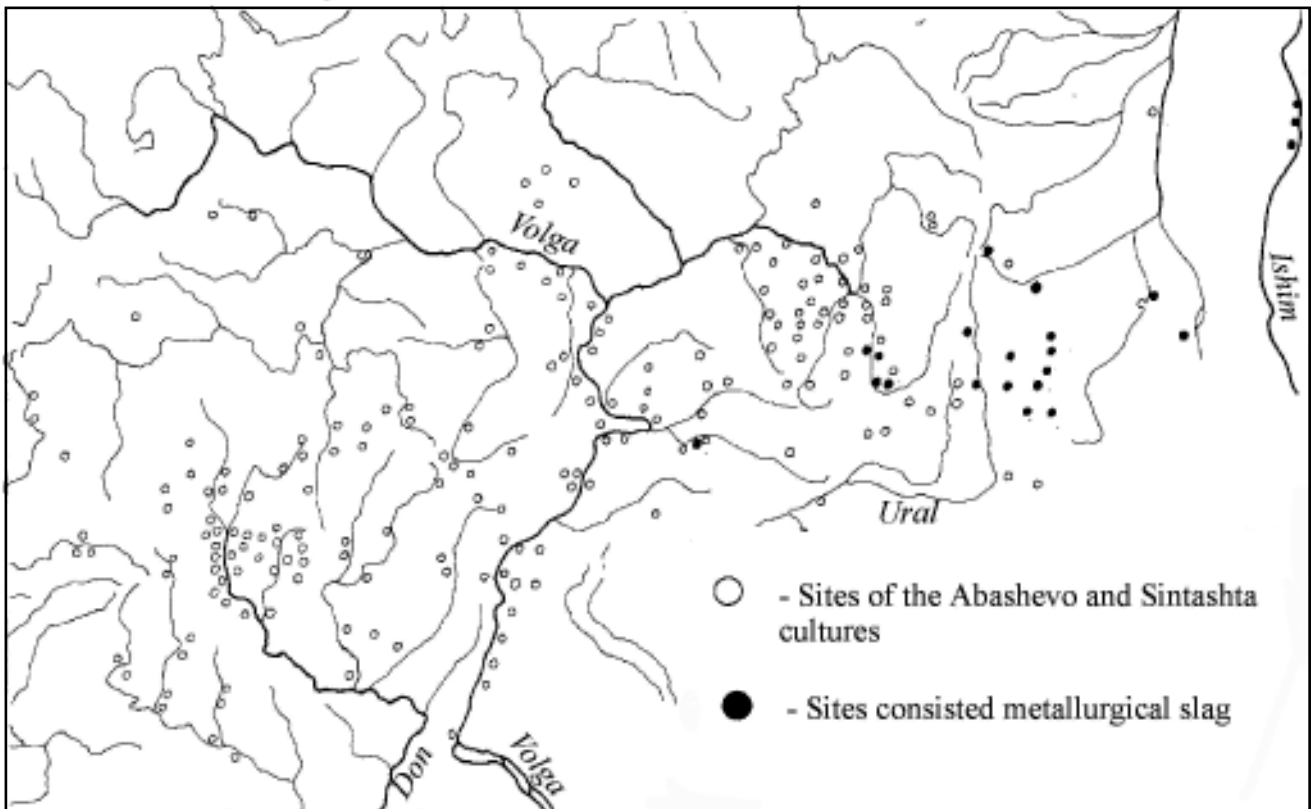 Volga
Ishim
Ural
- Sites of the Abashevo and Sintashta
cultures
- Sites consisted metallurgical slag
Don
Volga